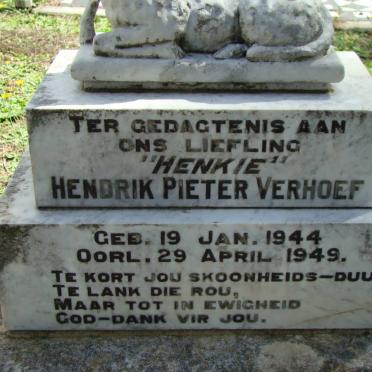 TER GEDAGTENIS AAN
ONS LIEFLING
"HENKIE"
HENDRIK PIETER VERHOEF
GEB. 19 JAN. 1944
OORL. 29 APRIL 1949.
TE KORT JOU SKOONHEIDS-DUU
TE LANK DIE ROU,
MAAR TOT IN EWIGHEID
GOD-DANK VIR JOU.